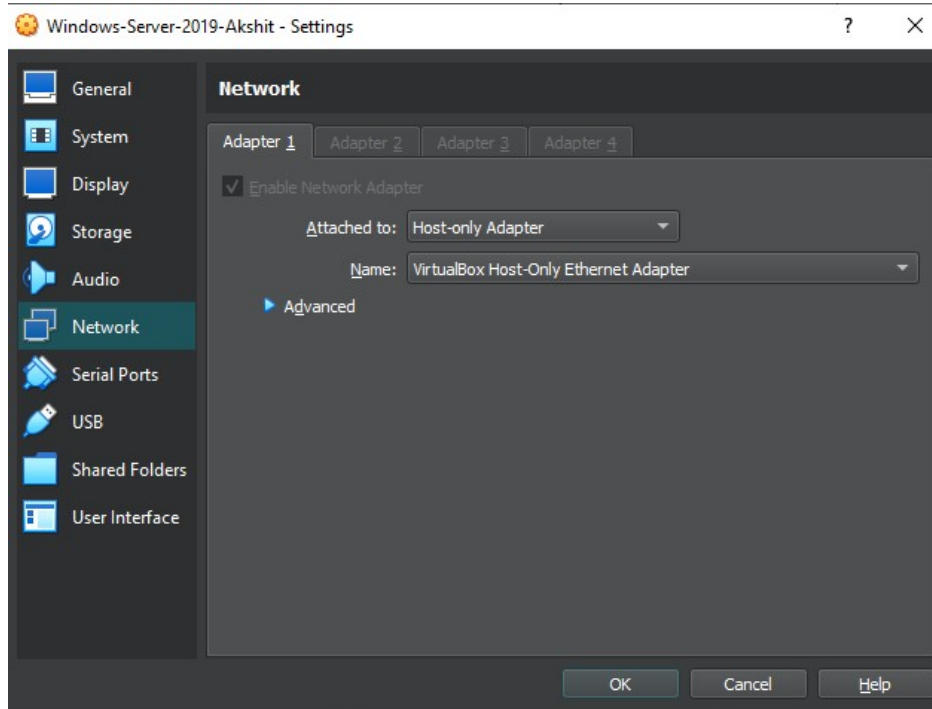 Windows-Server-2019-Akshit - Settings
?
General
System
Display
Storage
Audio
Network
Serial Ports
USB
Shared Folders
User Interface
Network
Adapter 1 Adapter 2 Adapter 3 Adapter 4
Enable Network Adapter
Attached to: Host-only Adapter
Name: VirtualBox Host-Only Ethernet Adapter
Advanced
OK Cancel Help